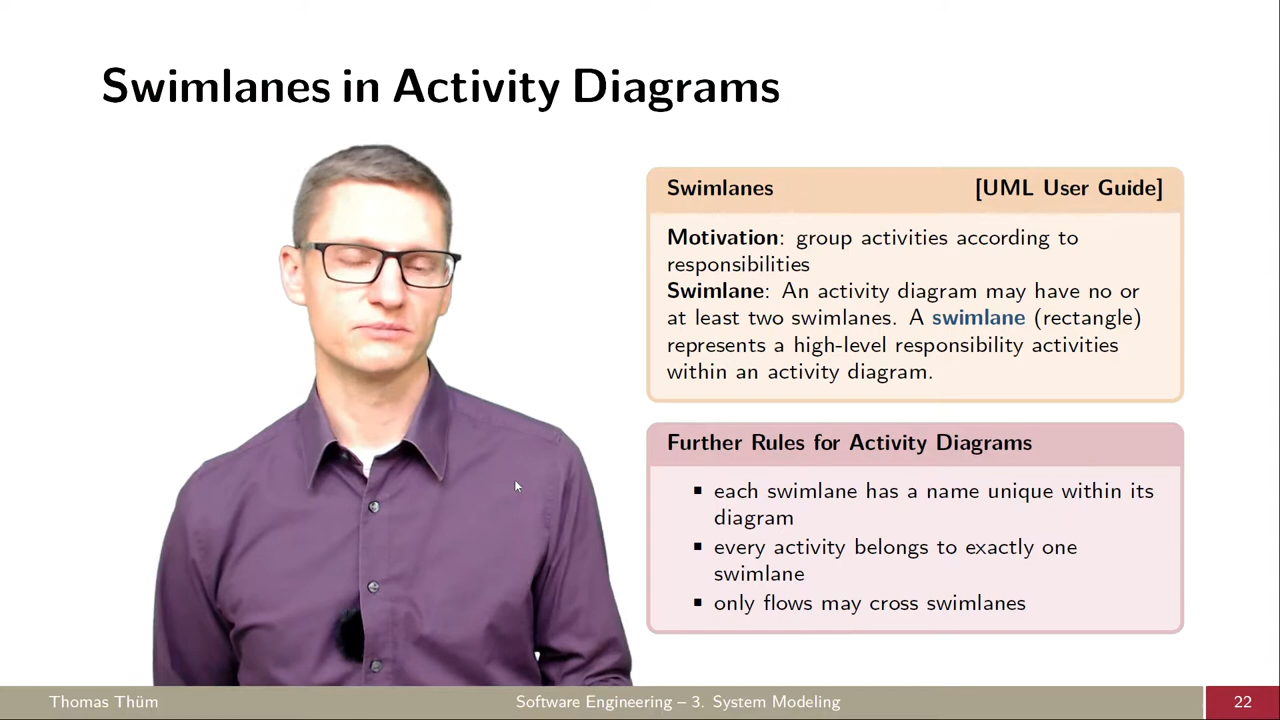 Swimlanes in Activity Diagrams
Swimlanes [UML User Guide]
Motivation: group activities according to
responsibilities
Swimlane: An activity diagram may have no or
at least two swimlanes. A swimlane (rectangle)
represents a high-level responsibility activities
within an activity diagram.
Further Rules for Activity Diagrams
▪ each swimlane has a name unique within its
diagram
▪ every activity belongs to exactly one
swimlane
▪ only flows may cross swimlanes
Thomas Thüm Software Engineering – 3. System Modeling 22